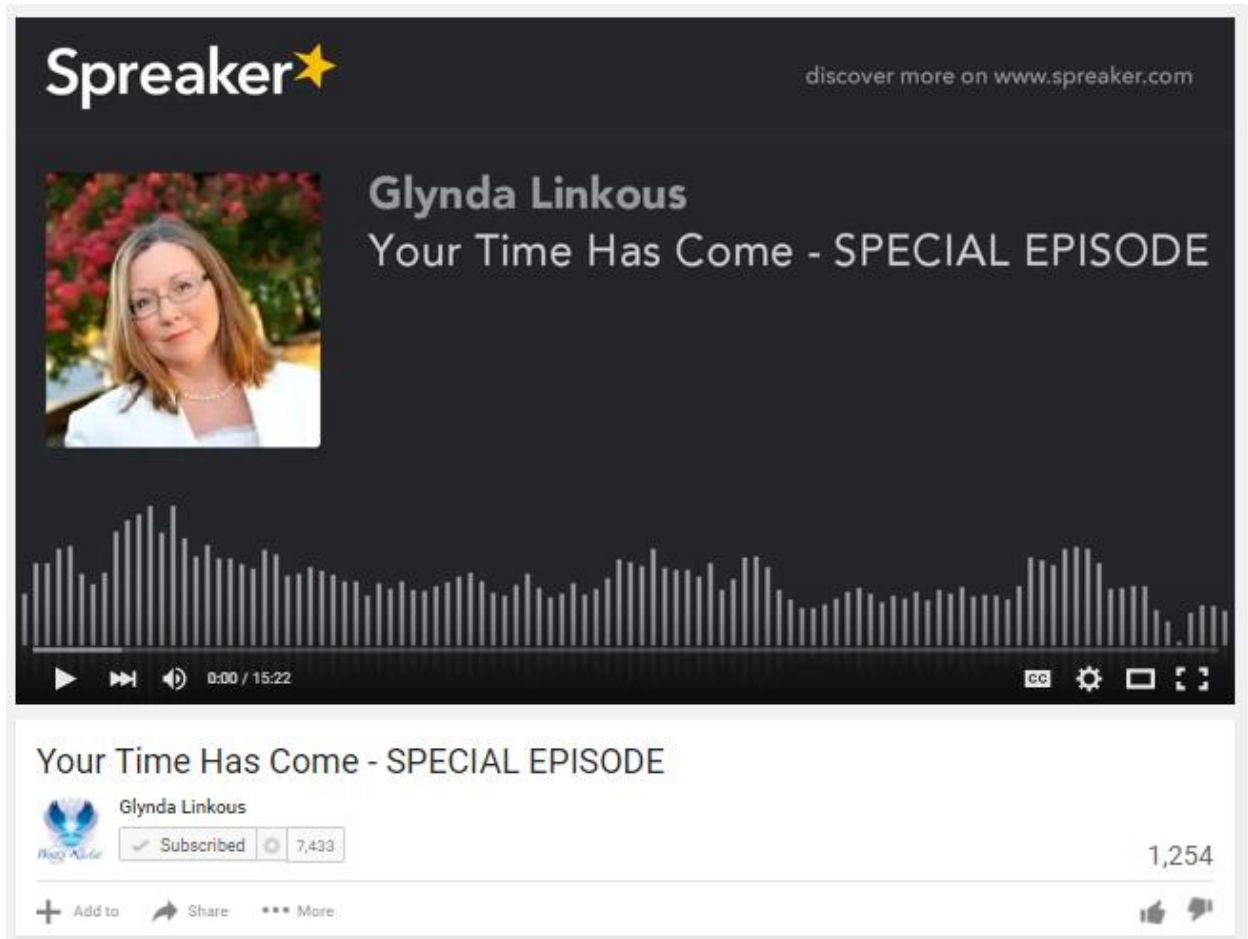 Spreaker
discover more on www.spreaker.com
Glynda Linkous
Your Time Has Come - SPECIAL EPISODE
0:00 / 15:22
CC
Your Time Has Come - SPECIAL EPISODE
Glynda Linkous
Subscribed 7,433
1,254
Add to Share More